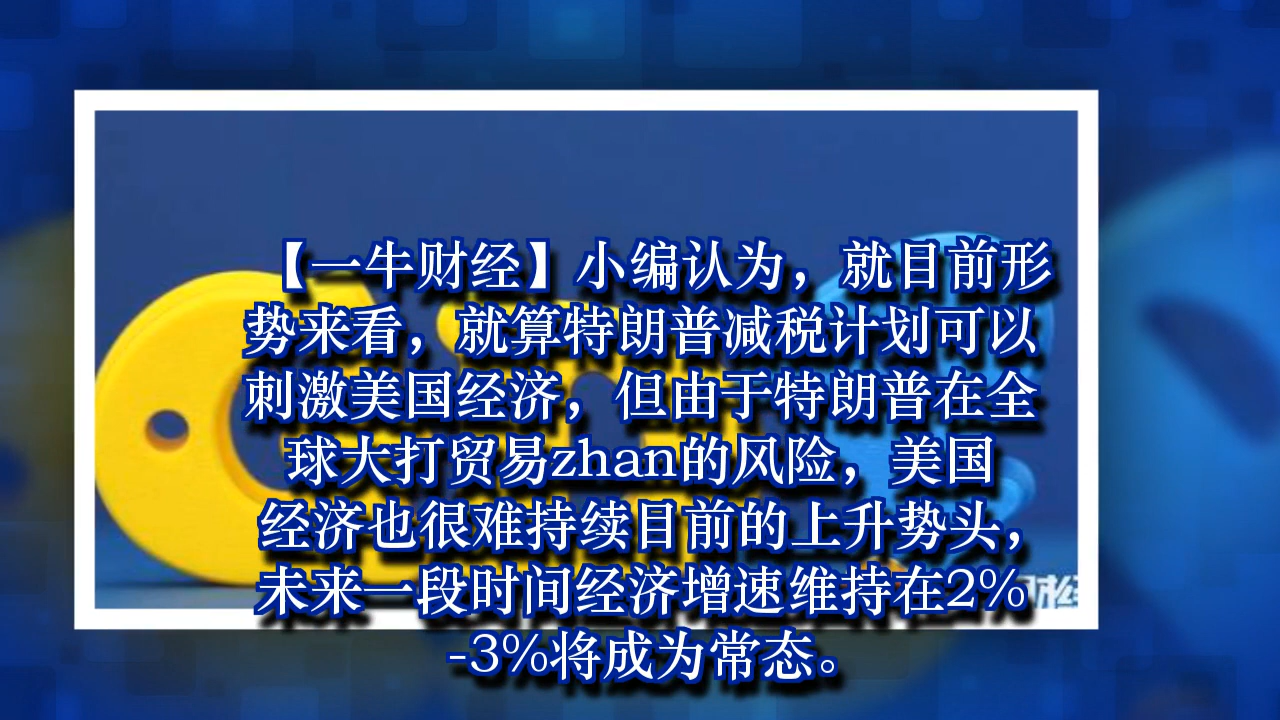 【一牛财经】小编认为，就目前形
势来看，就算特朗普减税计划可以
刺激美国经济，但由于特朗普在全
球大打贸易zhan的风险，美国
经济也很难持续目前的上升势头，
未来一段时间经济增速维持在2%
-3%将成为常态。